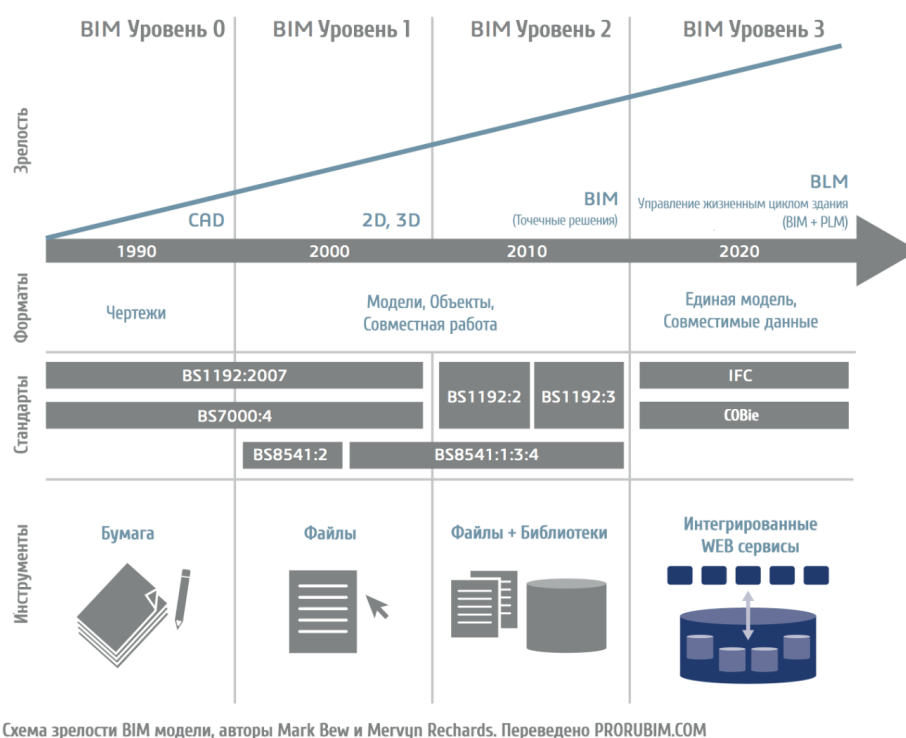 BIM Уровень 0
BIM Уровень 1
BIM Уровень 2
BIM Уровень 3
Зрелость
CAD
2D, 3D
BIM
(Точечные решения)
BLM
Управление жизненным циклом здания
(BIM + PLM)
1990
2000
2010
2020
Форматы
Чертежи
Модели, Объекты,
Совместная работа
Единая модель,
Совместимые данные
Стандарты
BS1192:2007
BS7000:4
BS8541:2
BS8541:1:3:4
BS1192:2
BS1192:3
IFC
COBie
Инструменты
Бумага
Файлы
Файлы + Библиотеки
Интегрированные
WEB сервисы
Схема зрелости BIM модели, авторы Mark Bew и Mervyn Rechards. Переведено PRORUBIM.COM